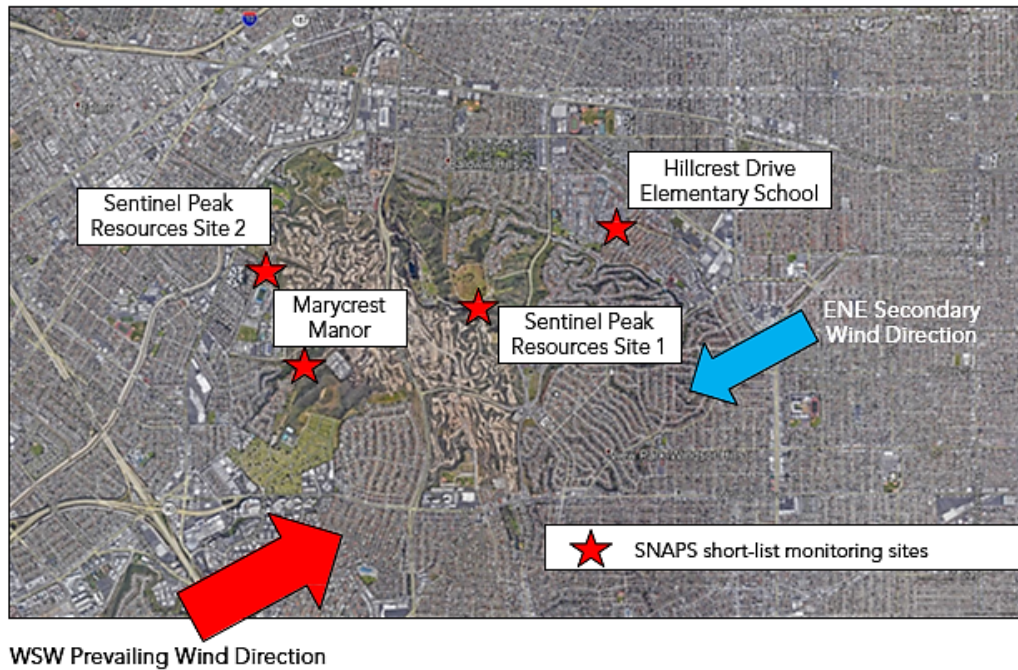 Hillcrest Drive
Elementary School
Sentinel Peak
Resources Site 2
Marycrest
Manor
Sentinel Peak
Resources Site 1
ENE Secondary
Wind Direction
SNAPS short-list monitoring sites
WSW Prevailing Wind Direction